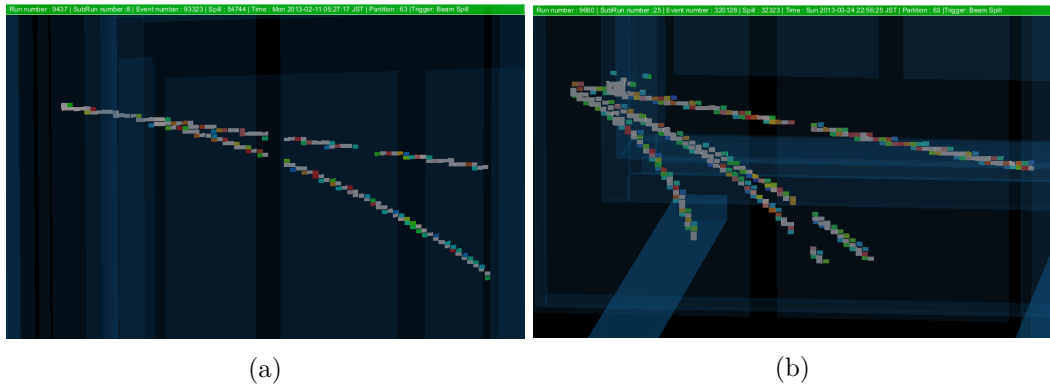 Run number : 9437 | SubRun number :8 | Event number : 93323 | Spill : 54744 | Time : Mon 2013-02-11 05:27:17 JST | Partition : 63 |Trigger: Beam Spill
Run number : 9660 | SubRun number :25 | Event number : 320128 | Spill : 32323 | Time : Sun 2013-03-24 22:56:25 JST | Partition : 63 |Trigger: Beam Spill
(a)
(b)